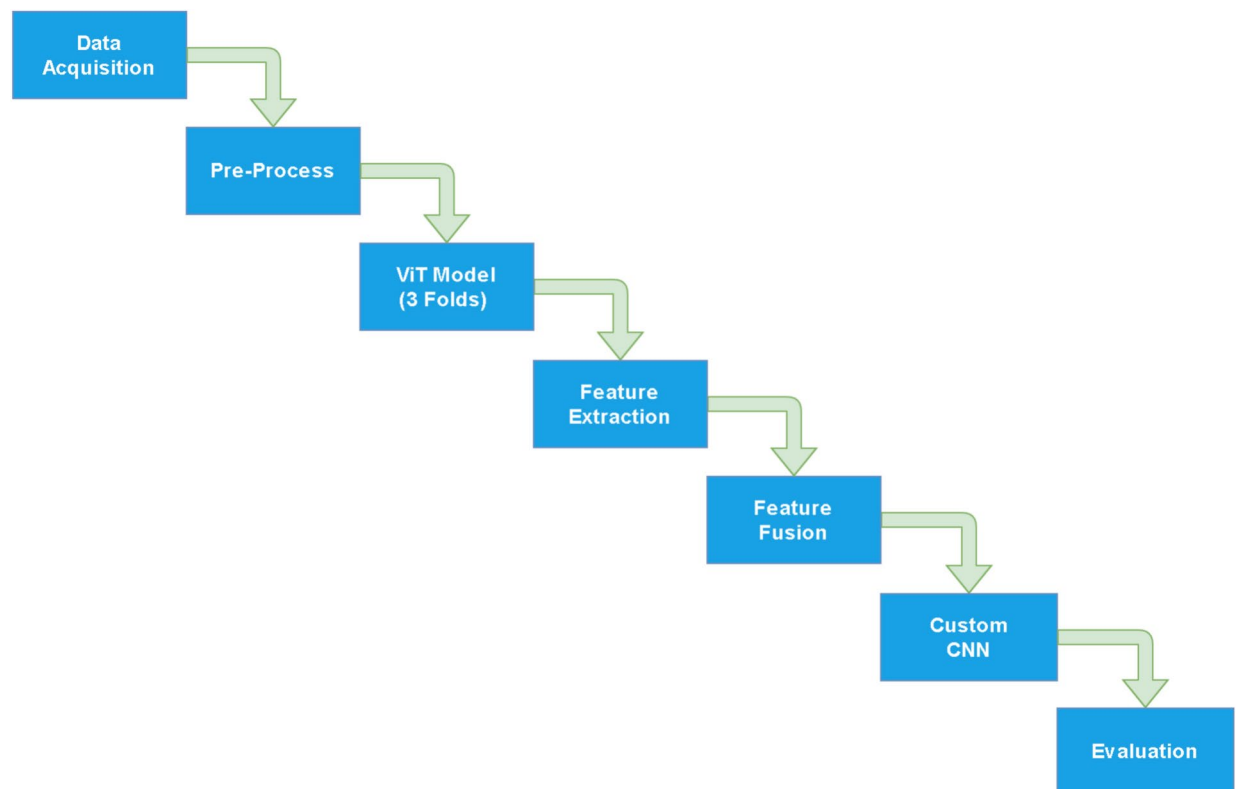 Data
Acquisition
Pre-Process
ViT Model
(3 Folds)
Feature
Extraction
Feature
Fusion
Custom
CNN
Evaluation